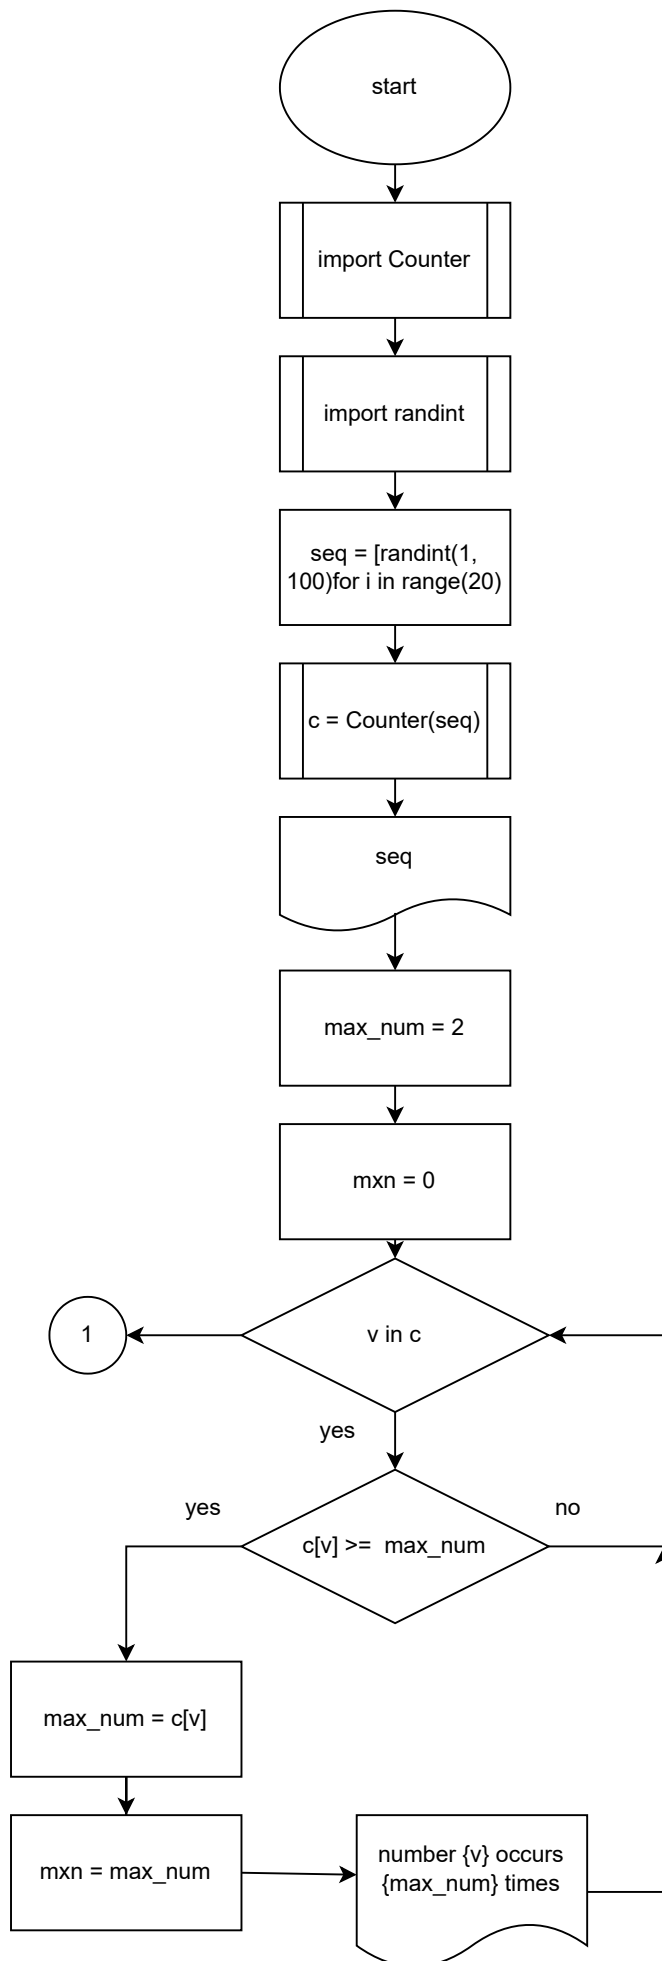 start
import Counter
import randint
seq = [randint(1,
100)for i in range(20)
c = Counter(seq)
seq
max_num = 2
mxn = 0
1
v in c
yes
yes
no
c[v] >=  max_num
max_num = c[v]
mxn = max_num
number {v} occurs
{max_num} times